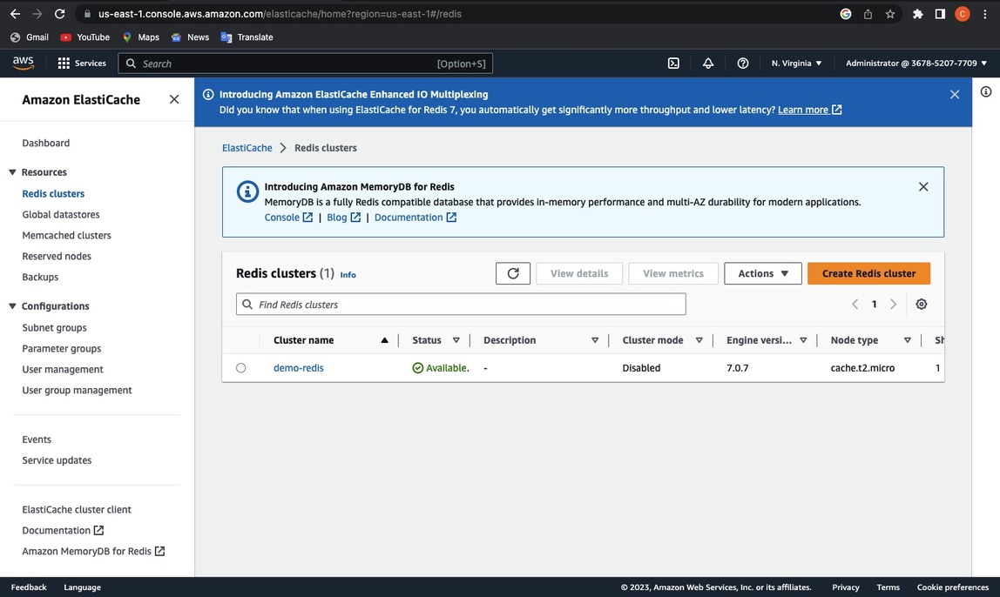 us-east-1.console.aws.amazon.com/elasticache/home?region=us-east-1#/redis
C
Gmail YouTube Maps News Translate
aws Services Search [Option+S] N. Virginia ▼ Administrator @ 3678-5207-7709 ▼
Amazon ElastiCache
Dashboard
Resources
Redis clusters
Global datastores
Memcached clusters
Reserved nodes
Backups
Configurations
Subnet groups
Parameter groups
User management
User group management
Events
Service updates
ElastiCache cluster client
Documentation
Amazon MemoryDB for Redis
Introducing Amazon ElastiCache Enhanced IO Multiplexing
Did you know that when using ElastiCache for Redis 7, you automatically get significantly more throughput and lower latency? Learn more
ElastiCache > Redis clusters
Introducing Amazon MemoryDB for Redis
MemoryDB is a fully Redis compatible database that provides in-memory performance and multi-AZ durability for modern applications.
Console | Blog | Documentation
Redis clusters (1) Info View details View metrics Actions ▼ Create Redis cluster
Find Redis clusters < 1 >
Cluster name Status Description Cluster mode Engine versi... Node type Sh
demo-redis Available. - Disabled 7.0.7 cache.t2.micro 1
Feedback Language © 2023, Amazon Web Services, Inc. or its affiliates. Privacy Terms Cookie preferences